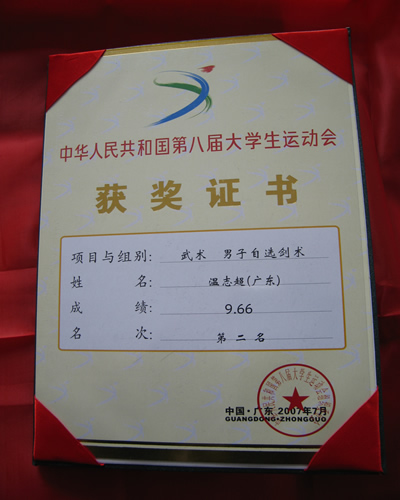 中华人民共和国第八届大学生运动会
获奖证书
项目与组别: 武术 男子自选剑术
姓名: 温志超(广东)
成绩: 9.66
名次: 第二名
中国·广东 2007年7月
GUANGDONG·ZHONGGUO